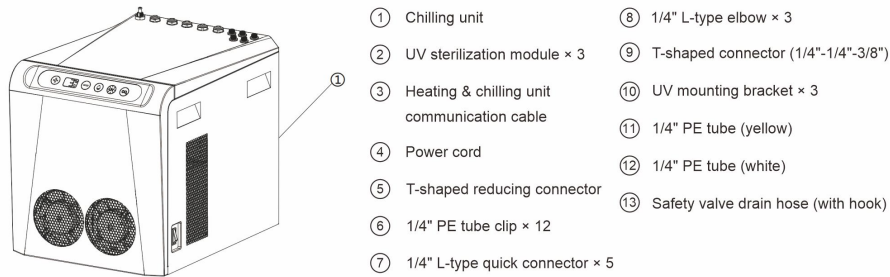 ①
① Chilling unit
② UV sterilization module × 3
③ Heating & chilling unit
communication cable
④ Power cord
⑤ T-shaped reducing connector
⑥ 1/4" PE tube clip × 12
⑦ 1/4" L-type quick connector × 5
⑧ 1/4" L-type elbow × 3
⑨ T-shaped connector (1/4"-1/4"-3/8")
⑩ UV mounting bracket × 3
⑪ 1/4" PE tube (yellow)
⑫ 1/4" PE tube (white)
⑬ Safety valve drain hose (with hook)